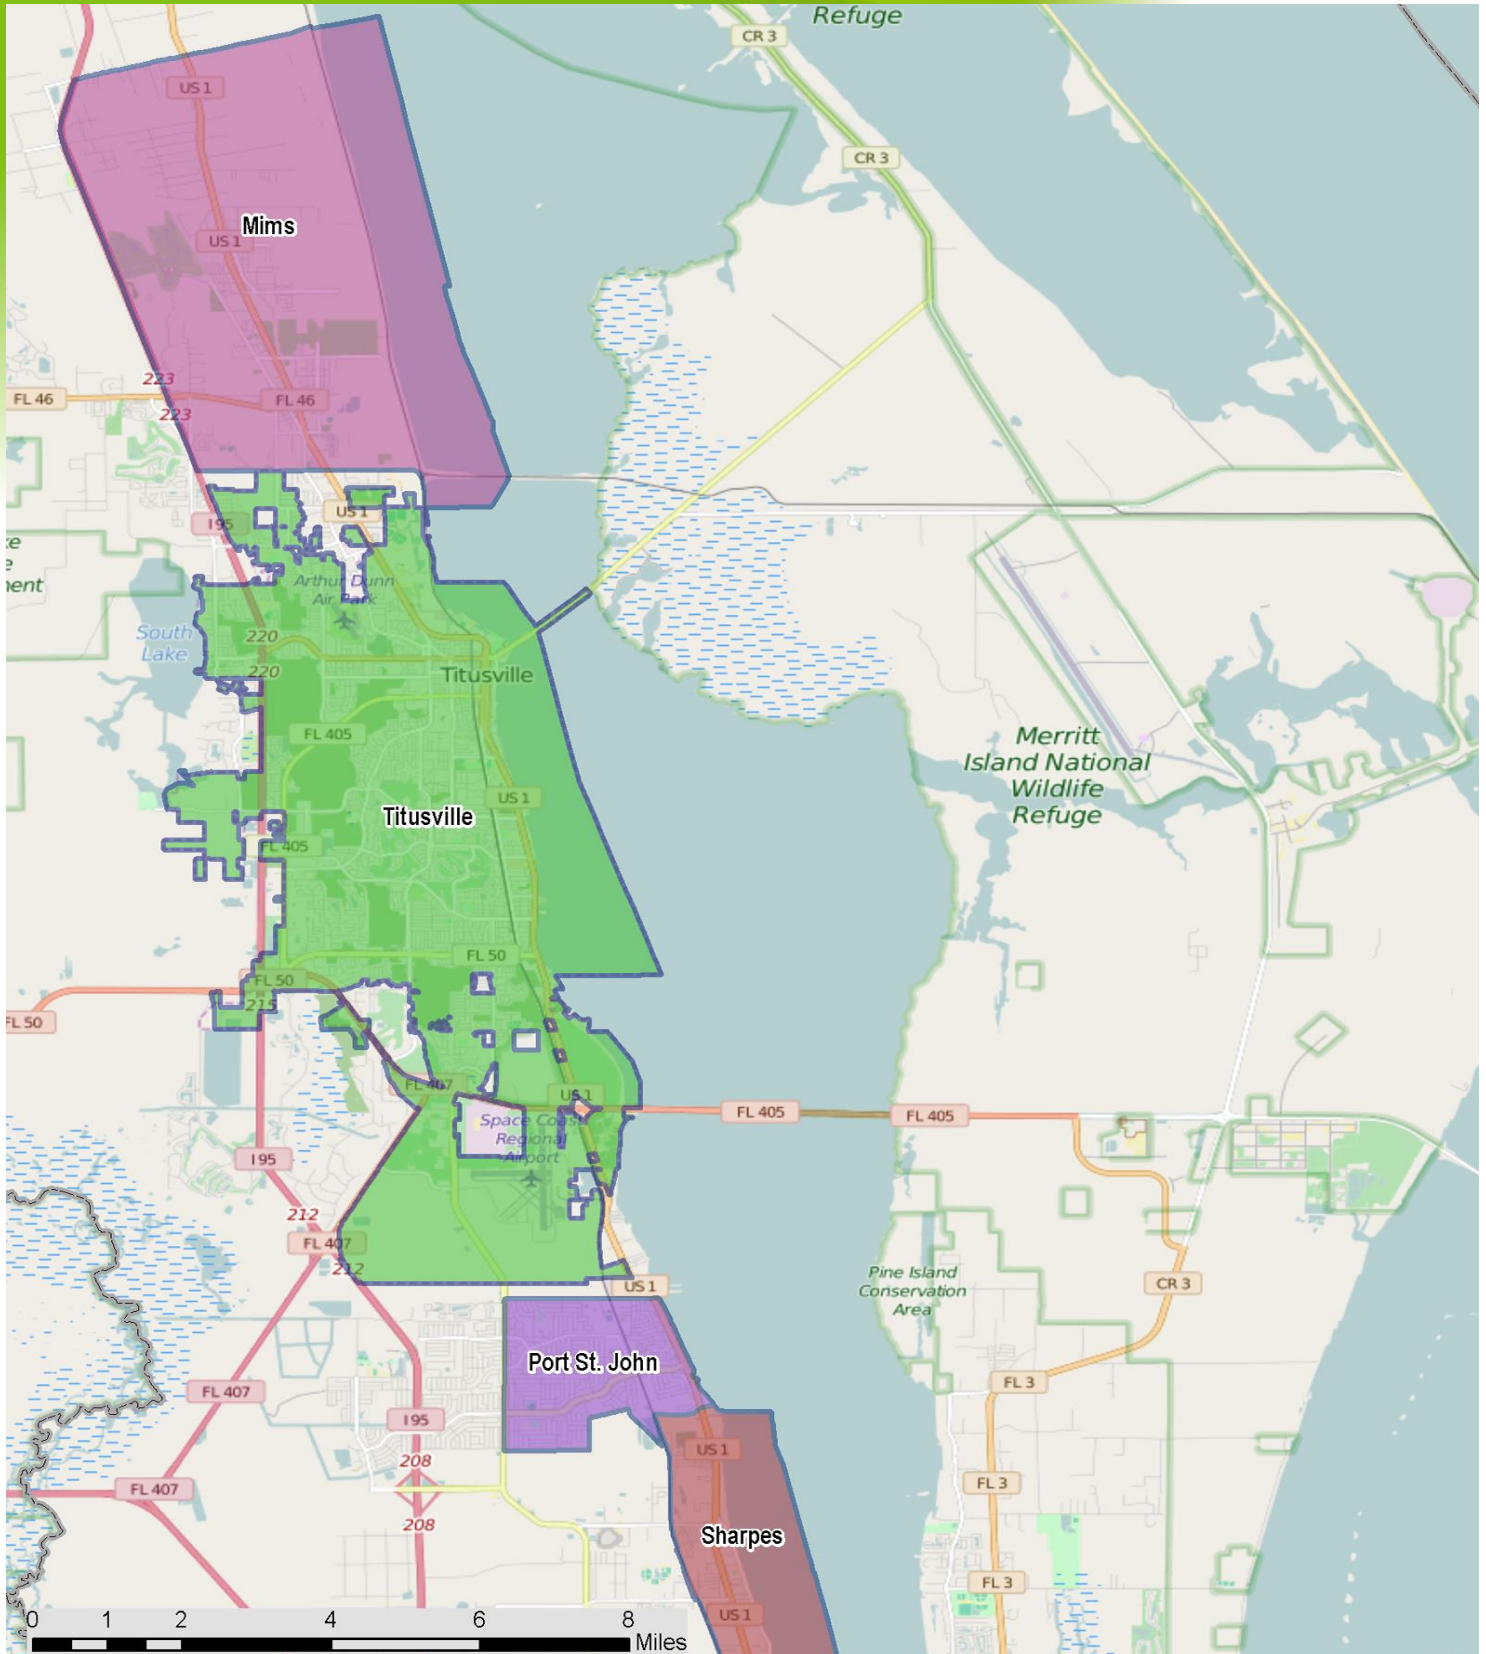 Refuge
CR 3
US 1
CR 3
Mims
US 1
223
FL 46
FL 46
223
US 1
I 95
ke
e
ent
Arthur Dunn
Air Park
South
Lake
220
220
Titusville
FL 405
Merritt
Island National
Wildlife
Refuge
US 1
Titusville
FL 405
FL 50
FL 50
215
FL 50
FL 407
US 1
FL 405
FL 405
Space Coast
Regional
Airport
I 95
212
FL 407
212
US 1
Pine Island
Conservation
Area
CR 3
Port St. John
FL 407
FL 3
I 95
US 1
208
FL 407
FL 3
208
Sharpes
FL 3
US 1
0 1 2 4 6 8
Miles